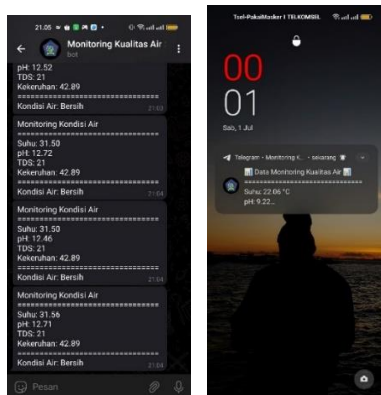 21.05
Monitoring Kualitas Air
Bot
pH: 12.52
TDS: 21
Kekeruhan: 42.89
================================
Kondisi Air: Bersih
21.03
Monitoring Kondisi Air
================================
Suhu: 31.50
pH: 12.72
TDS: 21
Kekeruhan: 42.89
================================
Kondisi Air: Bersih
21.04
Monitoring Kondisi Air
================================
Suhu: 31.50
pH: 12.46
TDS: 21
Kekeruhan: 42.89
================================
Kondisi Air: Bersih
21.04
Monitoring Kondisi Air
================================
Suhu: 31.56
pH: 12.71
TDS: 21
Kekeruhan: 42.89
================================
Kondisi Air: Bersih
21.04
Pesan
Tsel-PakaiMasker | TELKOMSEL
00
01
Sab, 1 Jul
Telegram • Monitoring K... • sekarang
Data Monitoring Kualitas Air
================================
Suhu: 22.06 °C
pH: 9.22...